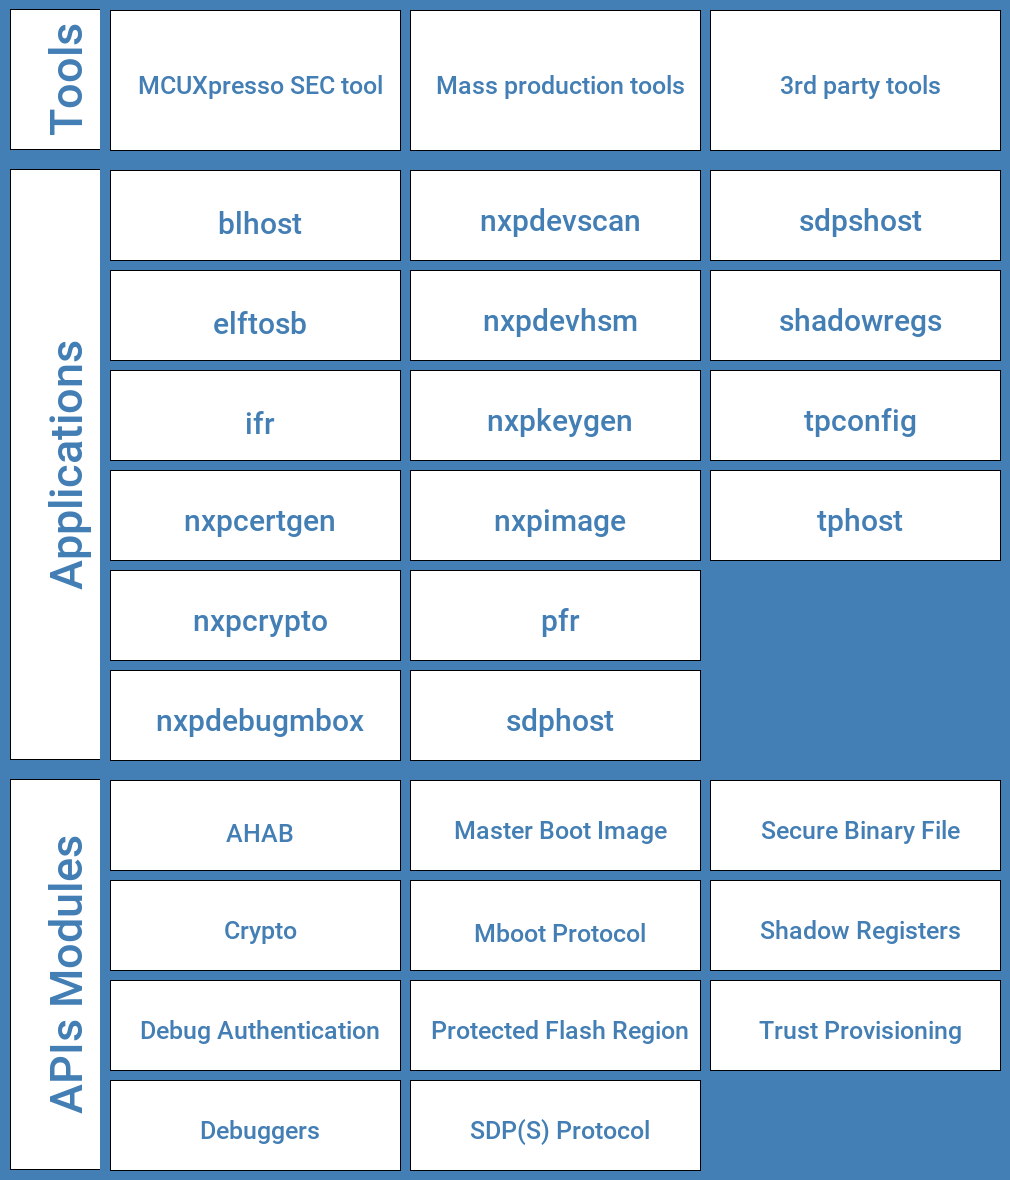 Tools
MCUXpresso SEC tool
Mass production tools
3rd party tools
Applications
blhost
nxpdevscan
sdpshost
elftosb
nxpdevhsm
shadowregs
ifr
nxpkeygen
tpconfig
nxpcertgen
nxpimage
tphost
nxpcrypto
pfr
nxpdebugmbox
sdphost
APIs Modules
AHAB
Master Boot Image
Secure Binary File
Crypto
Mboot Protocol
Shadow Registers
Debug Authentication
Protected Flash Region
Trust Provisioning
Debuggers
SDP(S) Protocol